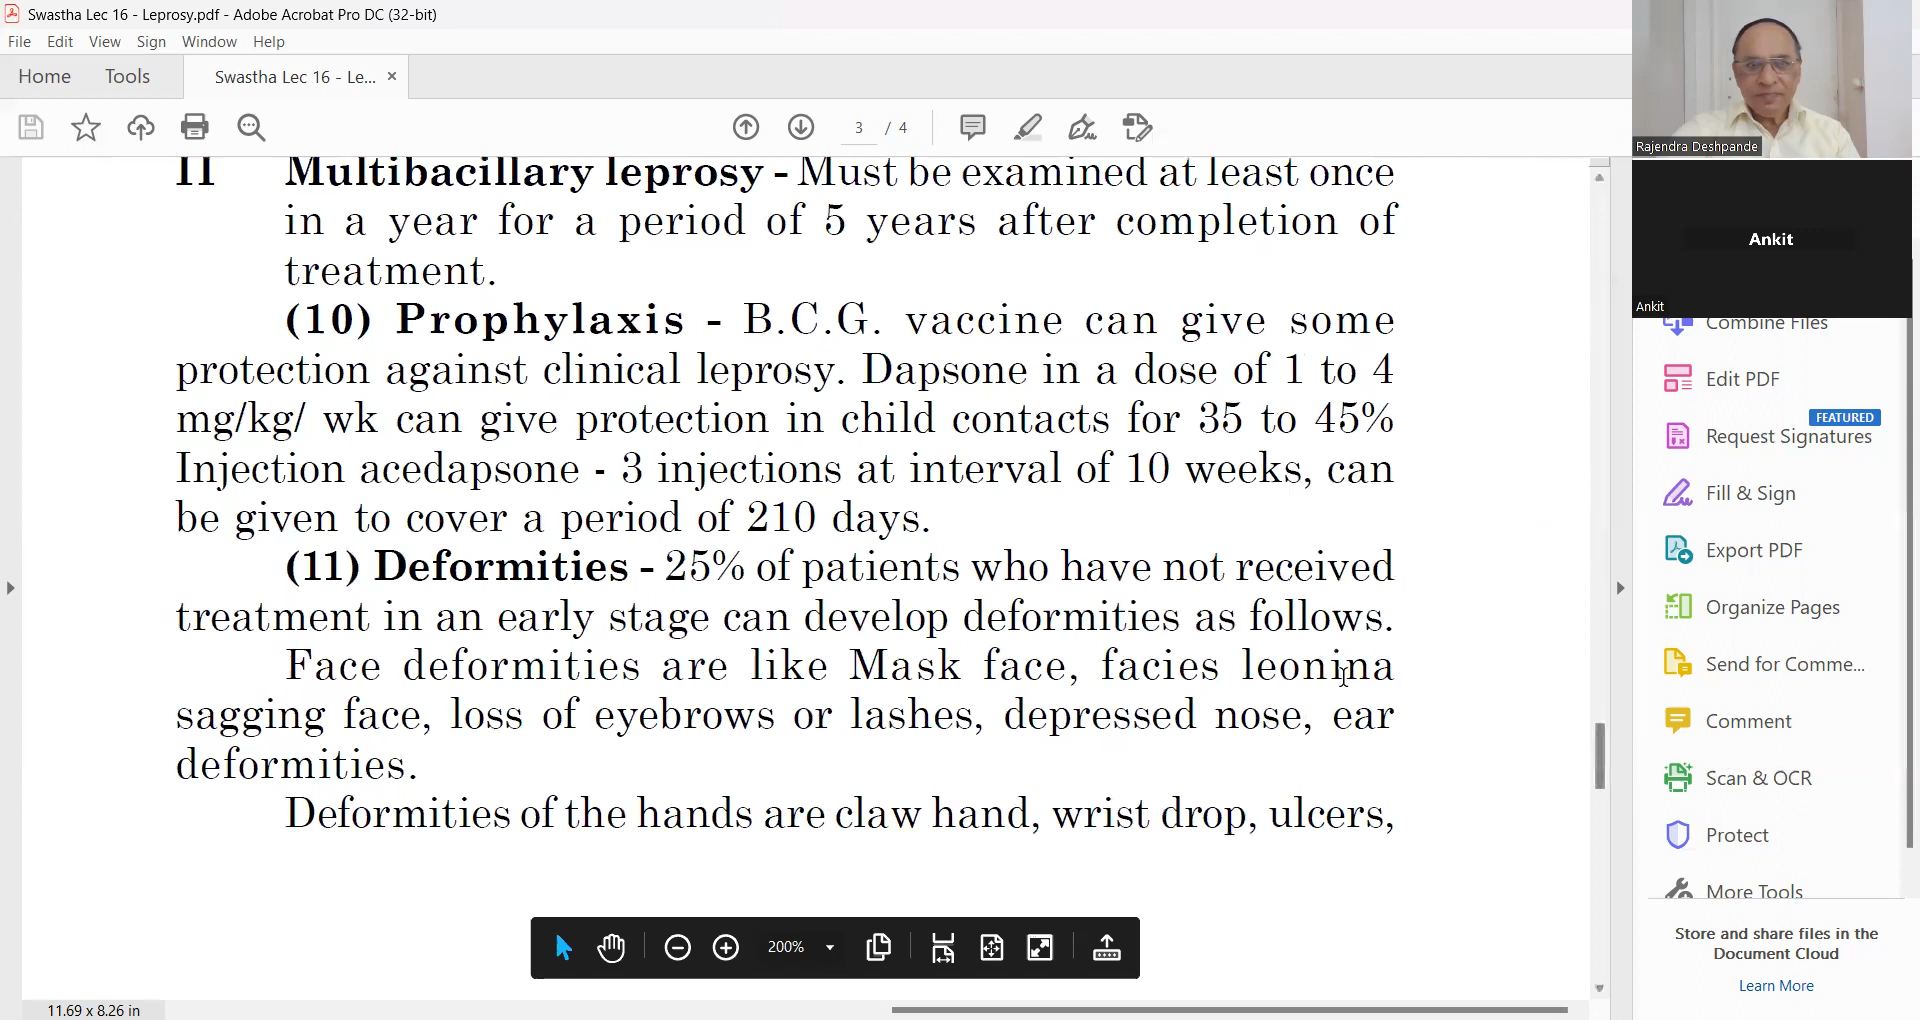 Swastha Lec 16 - Leprosy.pdf - Adobe Acrobat Pro DC (32-bit)
File Edit View Sign Window Help
Home Tools Swastha Lec 16 - Le... ×
3 / 4
II Multibacillary leprosy - Must be examined at least once
in a year for a period of 5 years after completion of
treatment.
(10) Prophylaxis - B.C.G. vaccine can give some
protection against clinical leprosy. Dapsone in a dose of 1 to 4
mg/kg/ wk can give protection in child contacts for 35 to 45%
Injection acedapsone - 3 injections at interval of 10 weeks, can
be given to cover a period of 210 days.
(11) Deformities - 25% of patients who have not received
treatment in an early stage can develop deformities as follows.
Face deformities are like Mask face, facies leonina
sagging face, loss of eyebrows or lashes, depressed nose, ear
deformities.
Deformities of the hands are claw hand, wrist drop, ulcers,
200%
11.69 x 8.26 in
Rajendra Deshpande
Ankit
Ankit
Combine Files
Edit PDF
FEATURED
Request Signatures
Fill & Sign
Export PDF
Organize Pages
Send for Comme...
Comment
Scan & OCR
Protect
More Tools
Store and share files in the
Document Cloud
Learn More